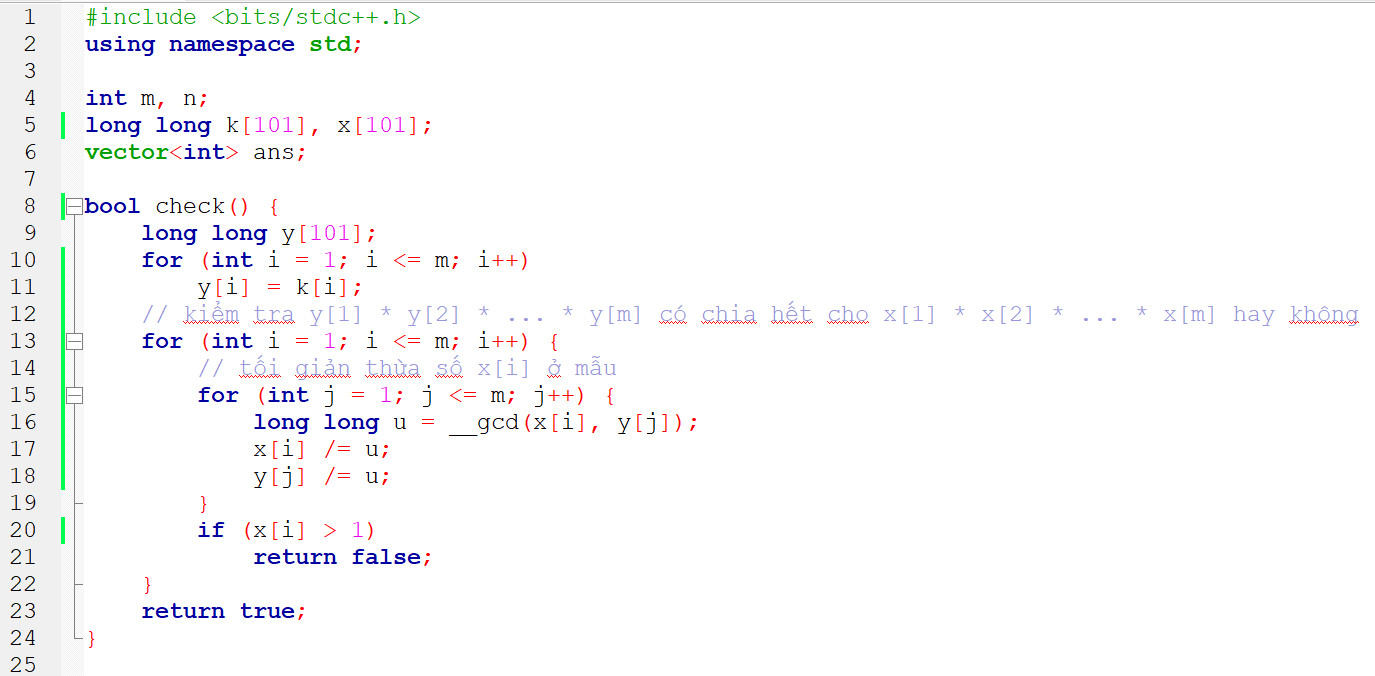 1 #include <bits/stdc++.h>
2 using namespace std;
3
4 int m, n;
5 long long k[101], x[101];
6 vector<int> ans;
7
8 bool check() {
9 long long y[101];
10 for (int i = 1; i <= m; i++)
11 y[i] = k[i];
12 // kiểm tra y[1] * y[2] * ... * y[m] có chia hết cho x[1] * x[2] * ... * x[m] hay không
13 for (int i = 1; i <= m; i++) {
14 // tối giản thừa số x[i] ở mẫu
15 for (int j = 1; j <= m; j++) {
16 long long u = __gcd(x[i], y[j]);
17 x[i] /= u;
18 y[j] /= u;
19 }
20 if (x[i] > 1)
21 return false;
22 }
23 return true;
24 }
25